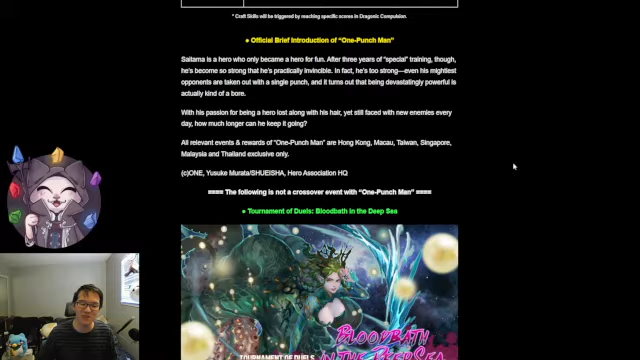 * Craft Skills will be triggered by reaching specific scenes in Dragonic Compulsion.
● Official Brief Introduction of "One-Punch Man"
Saitama is a hero who only became a hero for fun. After three years of "special" training, though,
he's become so strong that he's practically invincible. In fact, he's too strong—even his mightiest
opponents are taken out with a single punch, and it turns out that being devastatingly powerful is
actually kind of a bore.
With his passion for being a hero lost along with his hair, yet still faced with new enemies every
day, how much longer can he keep it going?
All relevant events & rewards of "One-Punch Man" are Hong Kong, Macau, Taiwan, Singapore,
Malaysia and Thailand exclusive only.
(c)ONE, Yusuke Murata/SHUEISHA, Hero Association HQ
==== The following is not a crossover event with "One-Punch Man" ====
● Tournament of Duels: Bloodbath in the Deep Sea
BLOODBATH
TOURNAMENT OF DUELS
IN THE DEEP SEA